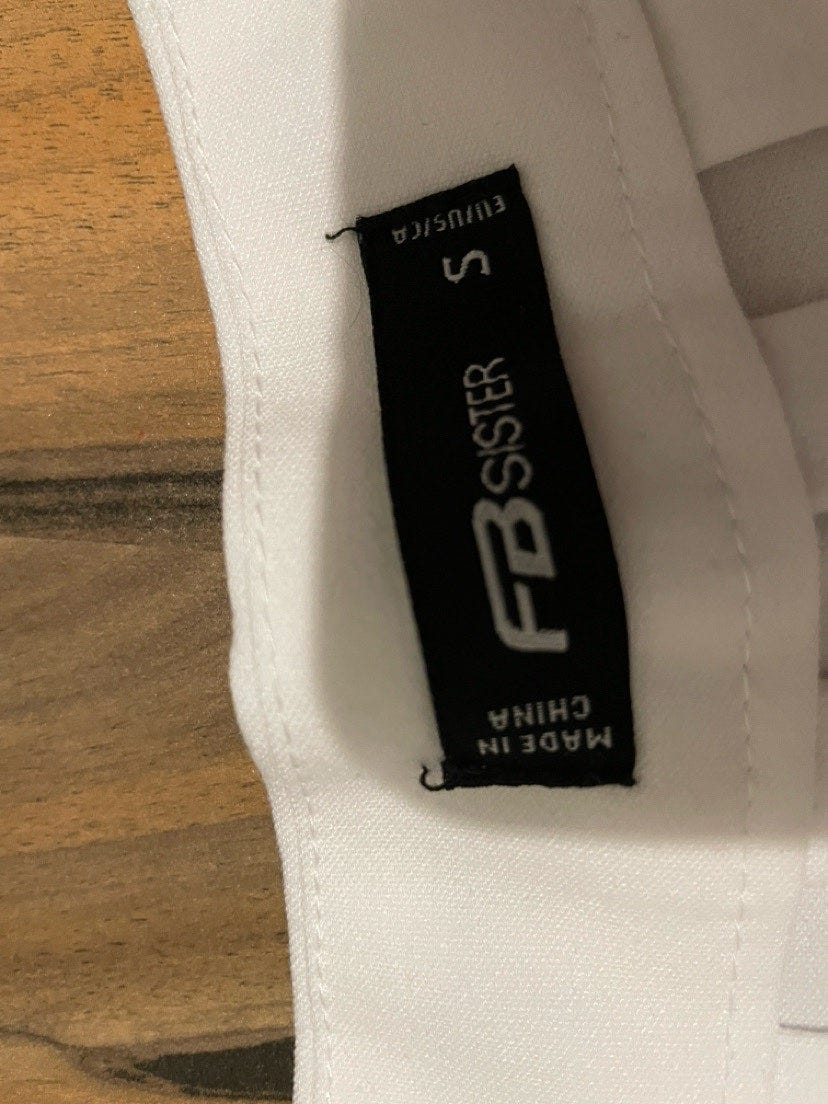 EU/US/CA
S
FB SISTER
MADE IN
CHINA